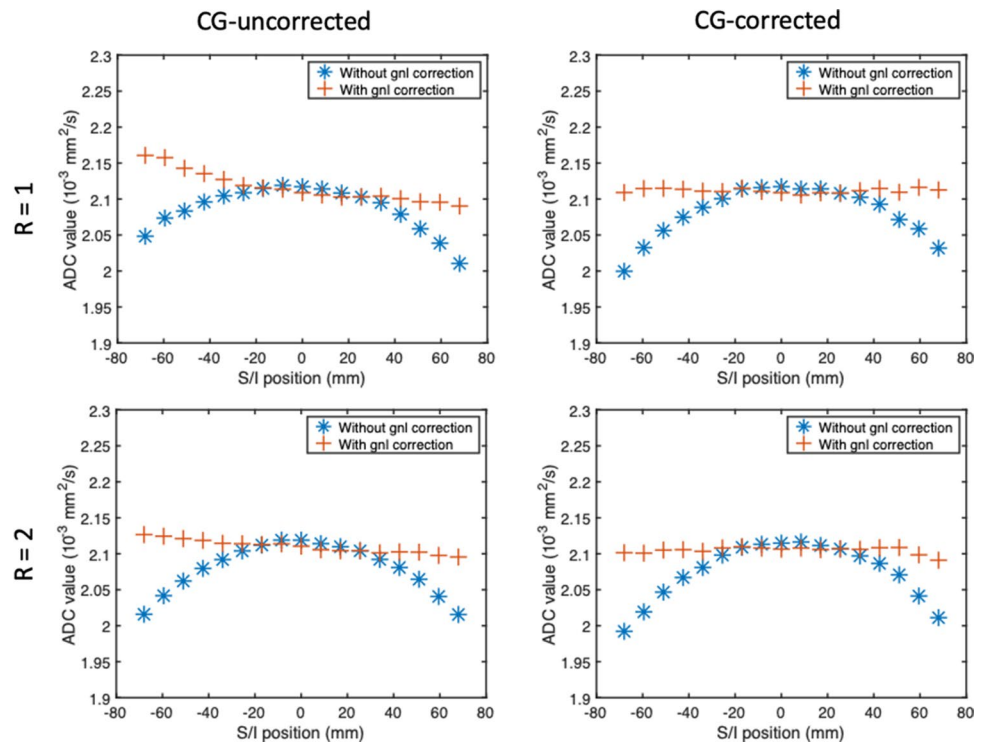 CG-uncorrected
CG-corrected
R = 1
2.3
2.25
2.2
2.15
2.1
2.05
2
1.95
1.9
ADC value (10⁻³ mm²/s)
Without gnl correction
With gnl correction
-80 -60 -40 -20 0 20 40 60 80
S/I position (mm)
2.3
2.25
2.2
2.15
2.1
2.05
2
1.95
1.9
ADC value (10⁻³ mm²/s)
Without gnl correction
With gnl correction
-80 -60 -40 -20 0 20 40 60 80
S/I position (mm)
R = 2
2.3
2.25
2.2
2.15
2.1
2.05
2
1.95
1.9
ADC value (10⁻³ mm²/s)
Without gnl correction
With gnl correction
-80 -60 -40 -20 0 20 40 60 80
S/I position (mm)
2.3
2.25
2.2
2.15
2.1
2.05
2
1.95
1.9
ADC value (10⁻³ mm²/s)
Without gnl correction
With gnl correction
-80 -60 -40 -20 0 20 40 60 80
S/I position (mm)